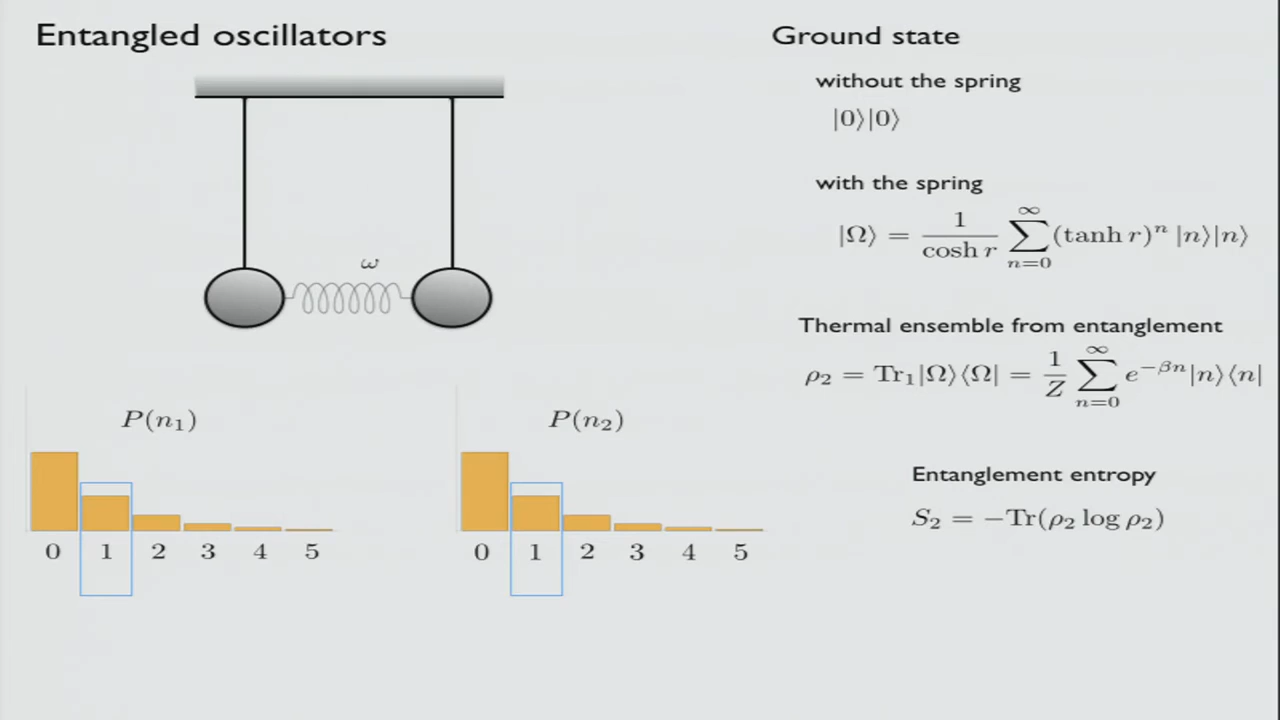 Entangled oscillators
ω
P(n₁)
0 1 2 3 4 5
P(n₂)
0 1 2 3 4 5
Ground state
without the spring
|0⟩|0⟩
with the spring
|Ω⟩ = 1/cosh r ∑_{n=0}^{∞} (tanh r)ⁿ |n⟩|n⟩
Thermal ensemble from entanglement
ρ₂ = Tr₁|Ω⟩⟨Ω| = 1/Z ∑_{n=0}^{∞} e^{−βn}|n⟩⟨n|
Entanglement entropy
S₂ = −Tr(ρ₂ log ρ₂)